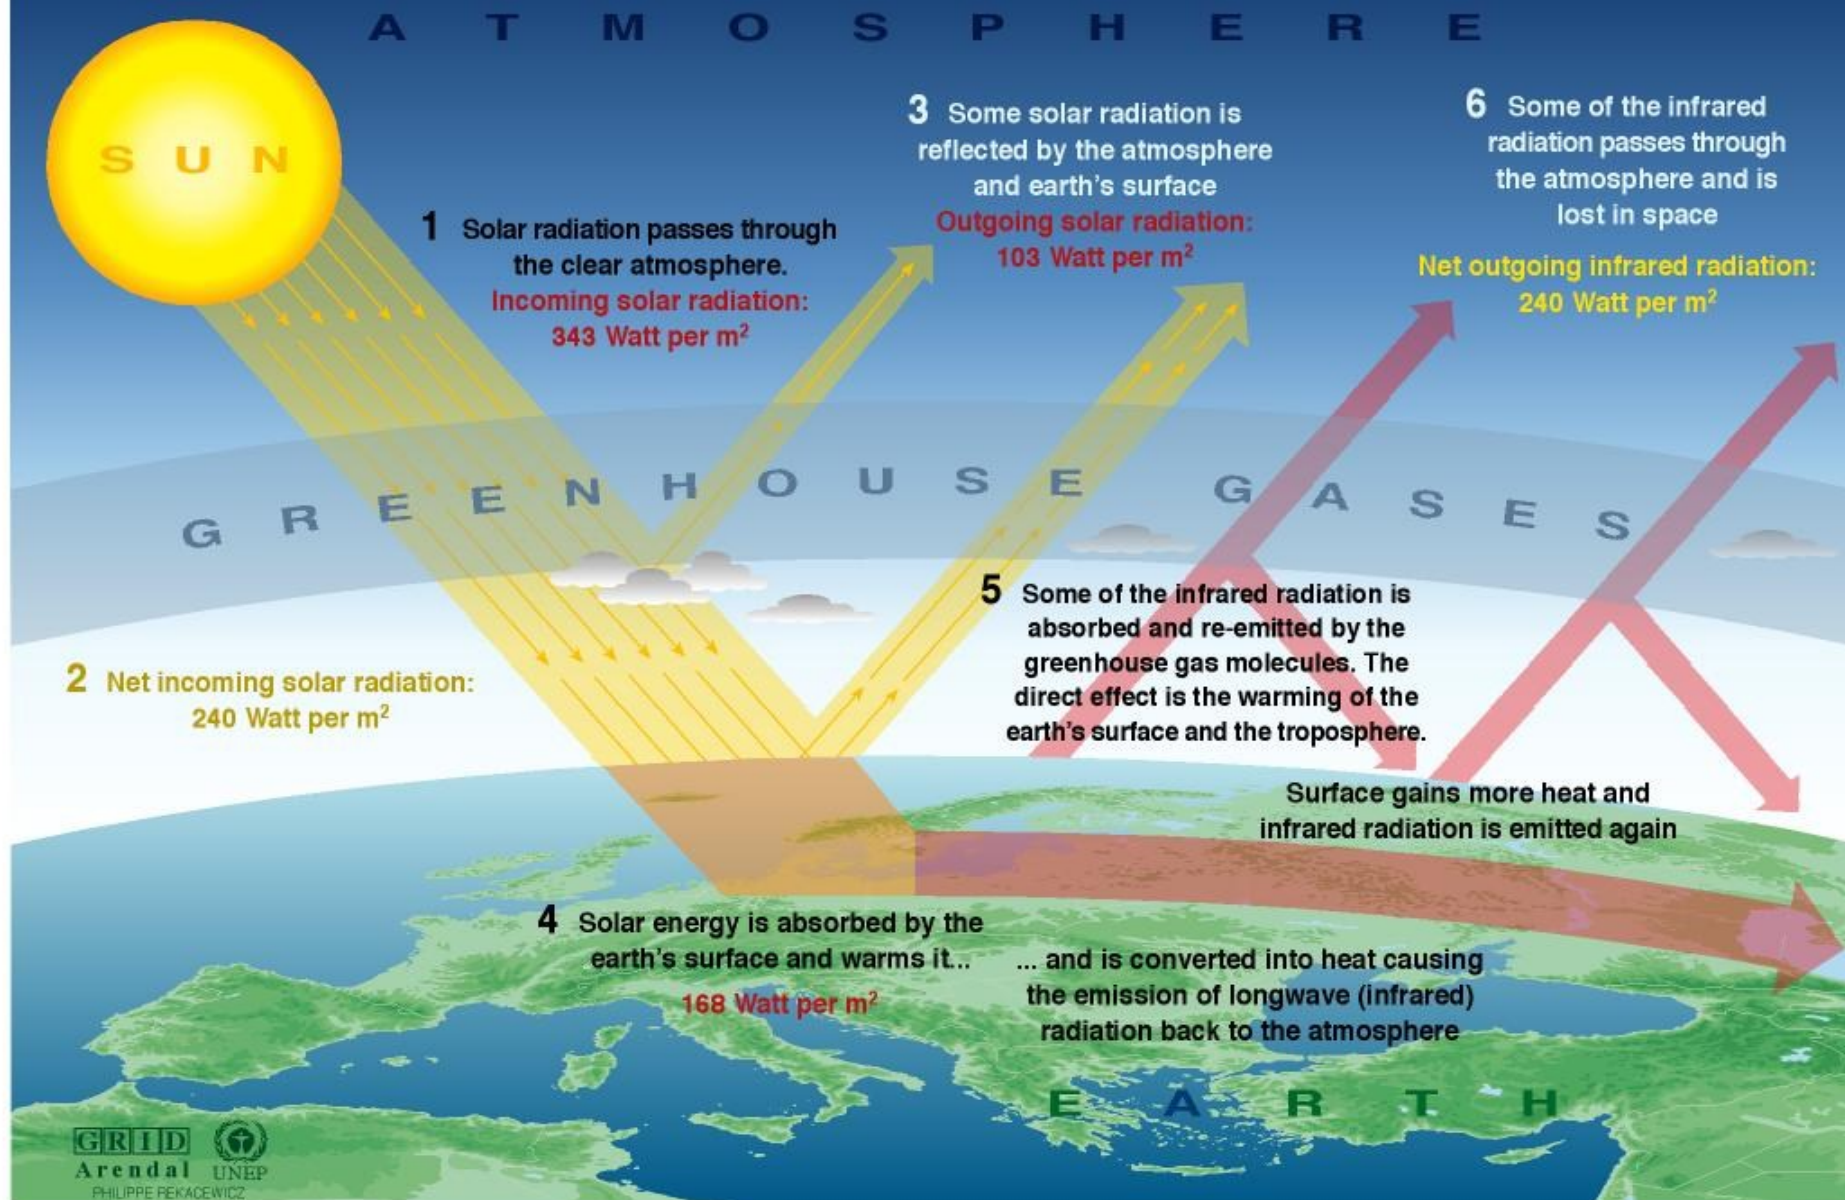 A T M O S P H E R E
S U N
1 Solar radiation passes through
the clear atmosphere.
Incoming solar radiation:
343 Watt per m²
2 Net incoming solar radiation:
240 Watt per m²
3 Some solar radiation is
reflected by the atmosphere
and earth's surface
Outgoing solar radiation:
103 Watt per m²
6 Some of the infrared
radiation passes through
the atmosphere and is
lost in space
Net outgoing infrared radiation:
240 Watt per m²
G R E E N H O U S E G A S E S
5 Some of the infrared radiation is
absorbed and re-emitted by the
greenhouse gas molecules. The
direct effect is the warming of the
earth's surface and the troposphere.
Surface gains more heat and
infrared radiation is emitted again
4 Solar energy is absorbed by the
earth's surface and warms it...
168 Watt per m²
... and is converted into heat causing
the emission of longwave (infrared)
radiation back to the atmosphere
E A R T H
GRID
Arendal UNEP
PHILIPPE REKACEWICZ